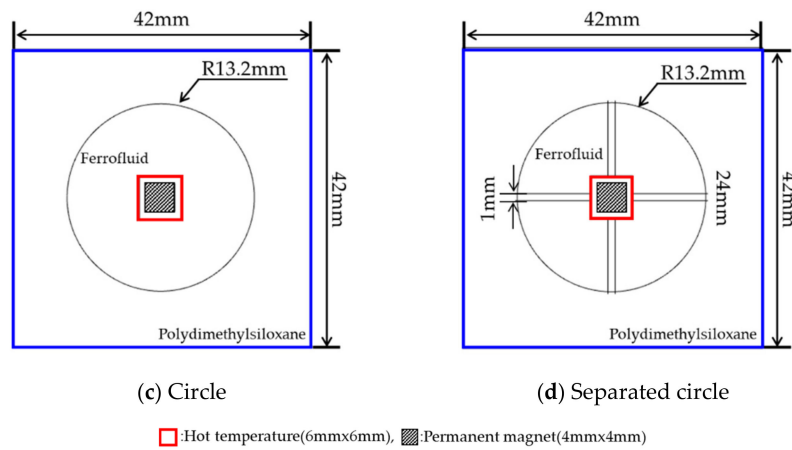 42mm
R13.2mm
Ferrofluid
42mm
Polydimethylsiloxane
(c) Circle
42mm
R13.2mm
Ferrofluid
1mm
24mm
42mm
Polydimethylsiloxane
(d) Separated circle
:Hot temperature(6mmx6mm), :Permanent magnet(4mmx4mm)